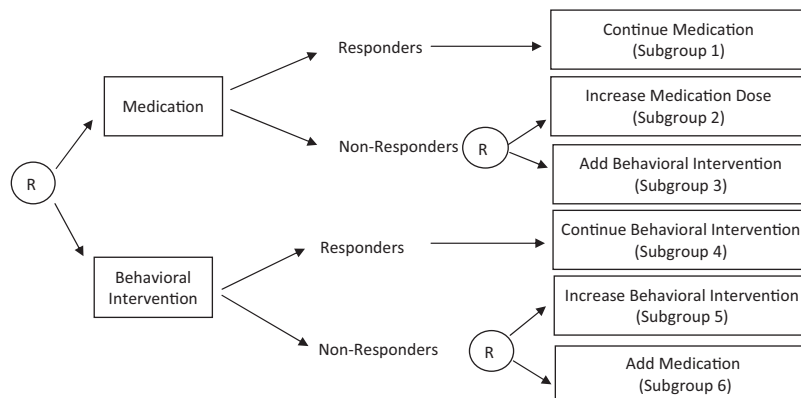 Responders
Continue Medication
(Subgroup 1)
Medication
Increase Medication Dose
(Subgroup 2)
Non-Responders
R
Add Behavioral Intervention
(Subgroup 3)
R
Continue Behavioral Intervention
(Subgroup 4)
Responders
Behavioral
Intervention
Increase Behavioral Intervention
(Subgroup 5)
Non-Responders
R
Add Medication
(Subgroup 6)